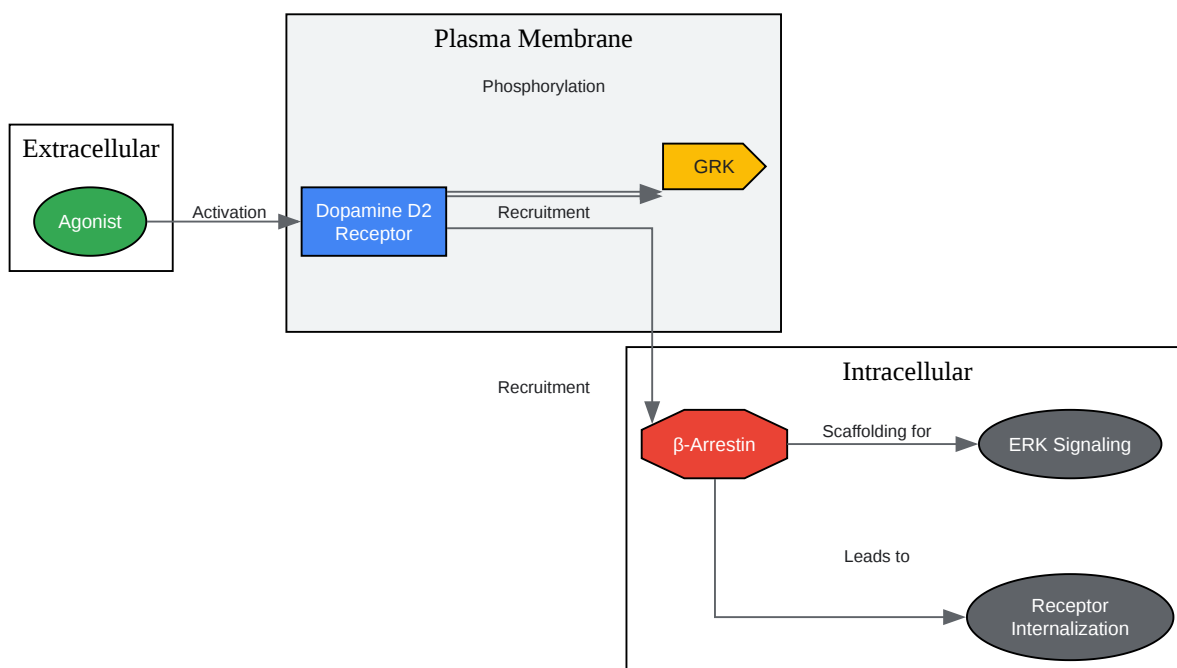 Plasma Membrane
Phosphorylation
Extracellular
GRK
Agonist
Activation
Dopamine D2
Receptor
Recruitment
Intracellular
Recruitment
β-Arrestin
Scaffolding for
ERK Signaling
Leads to
Receptor
Internalization